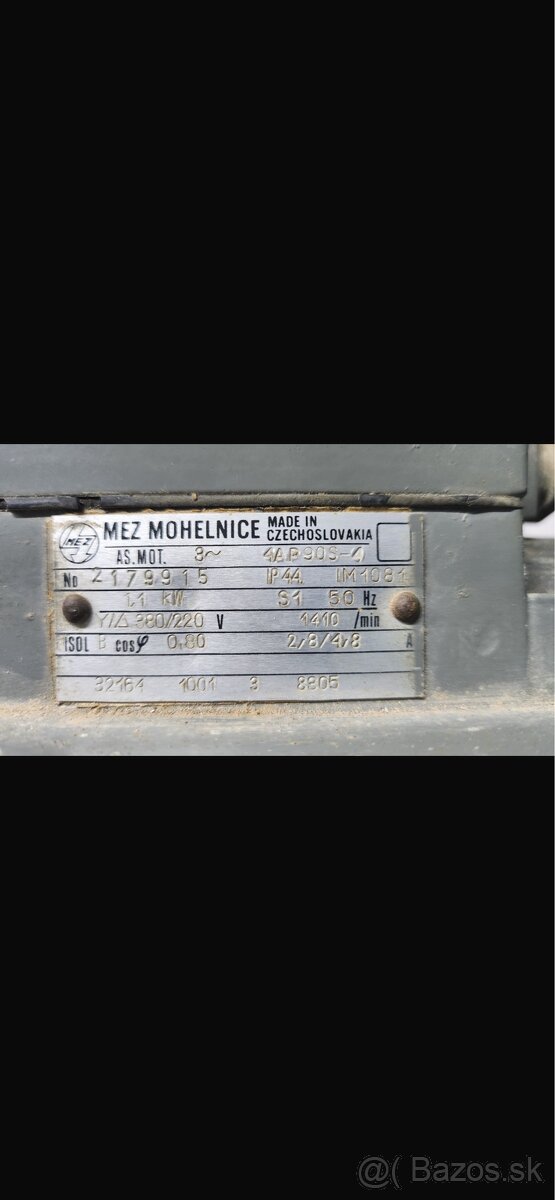 MEZ
MEZ MOHELNICE MADE IN CZECHOSLOVAKIA
AS. MOT. 3~ 4AP90S-4
No 2179915 IP44 IM1081
1.1 kW S1 50 Hz
Y/Δ 380/220 V 1410 /min
ISOL B cosφ 0,80 2,8/4,8 A
32164 1001 3 8805
@( Bazos.sk